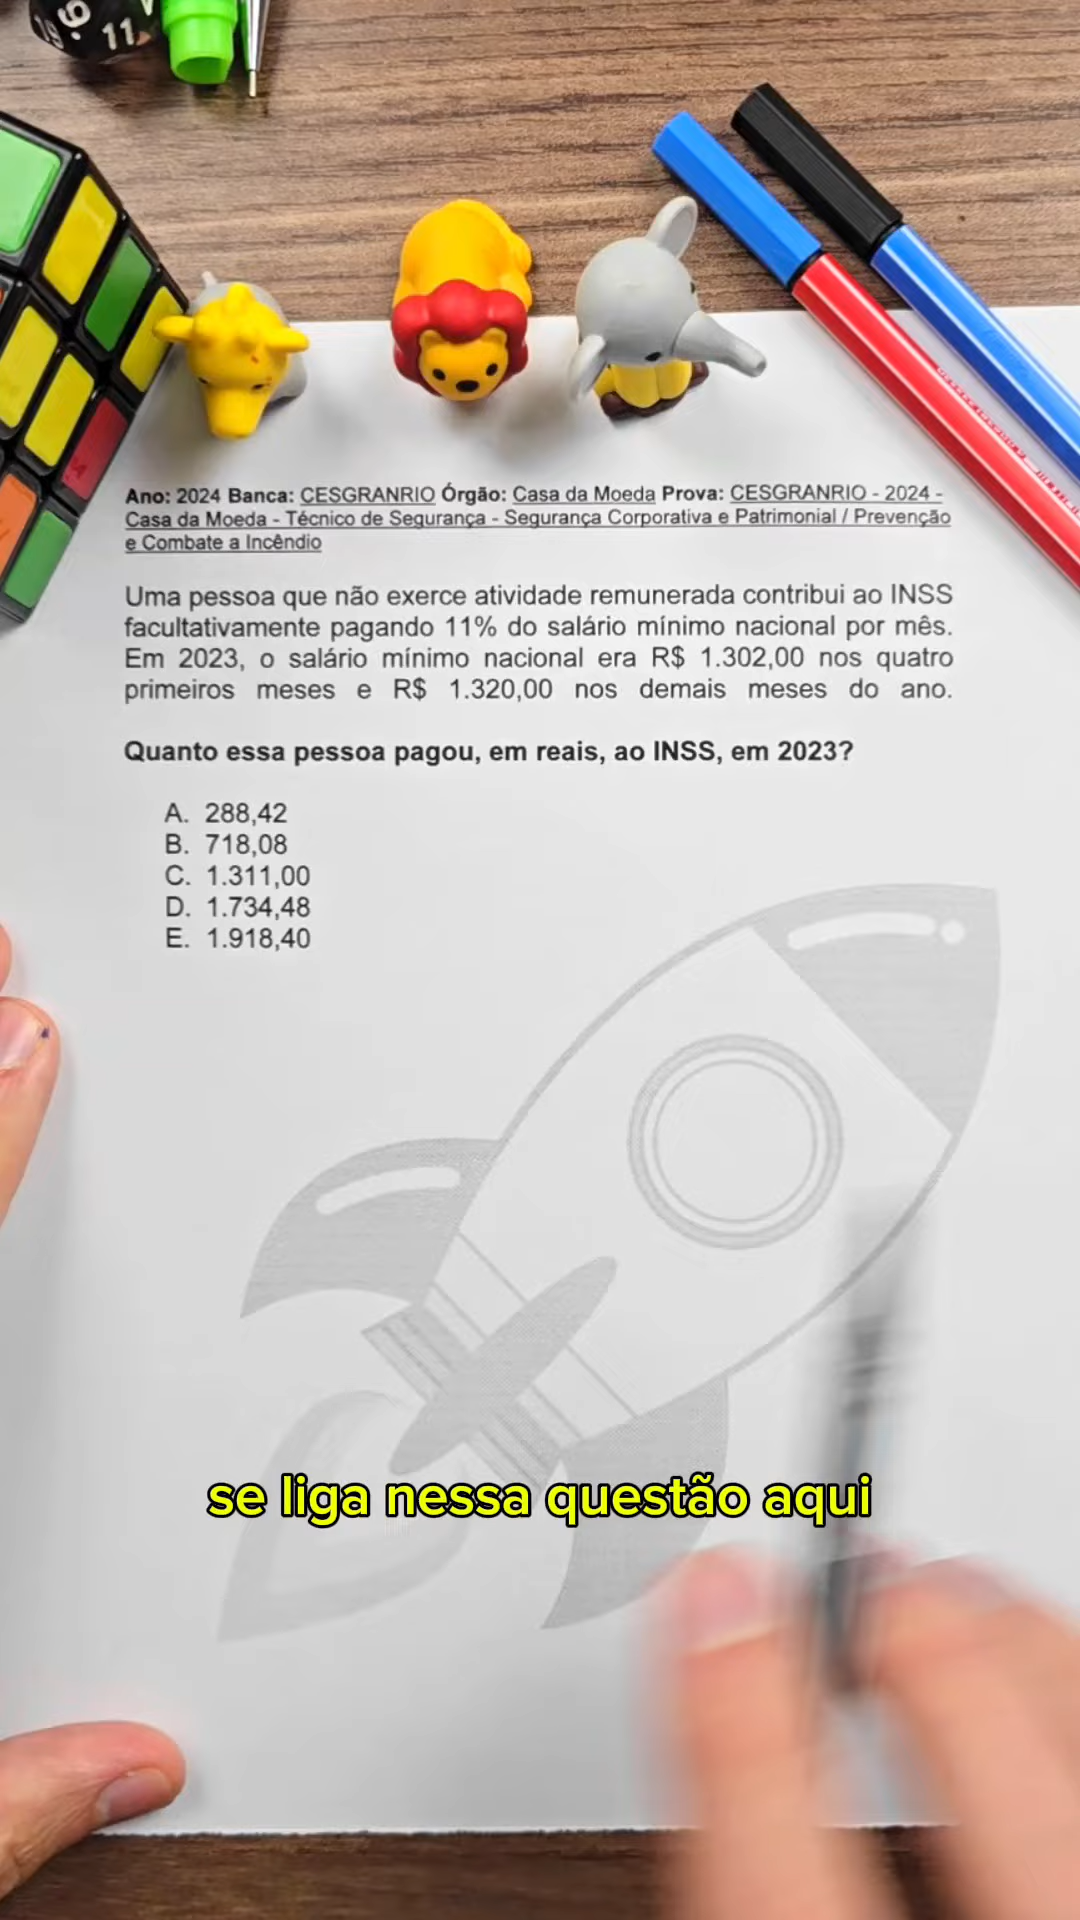 9.
19
11
Ano: 2024 Banca: CESGRANRIO Órgão: Casa da Moeda Prova: CESGRANRIO - 2024 -
Casa da Moeda - Técnico de Segurança - Segurança Corporativa e Patrimonial / Prevenção
e Combate a Incêndio
Uma pessoa que não exerce atividade remunerada contribui ao INSS
facultativamente pagando 11% do salário mínimo nacional por mês.
Em 2023, o salário mínimo nacional era R$ 1.302,00 nos quatro
primeiros meses e R$ 1.320,00 nos demais meses do ano.
Quanto essa pessoa pagou, em reais, ao INSS, em 2023?
A. 288,42
B. 718,08
C. 1.311,00
D. 1.734,48
E. 1.918,40
se liga nessa questão aqui